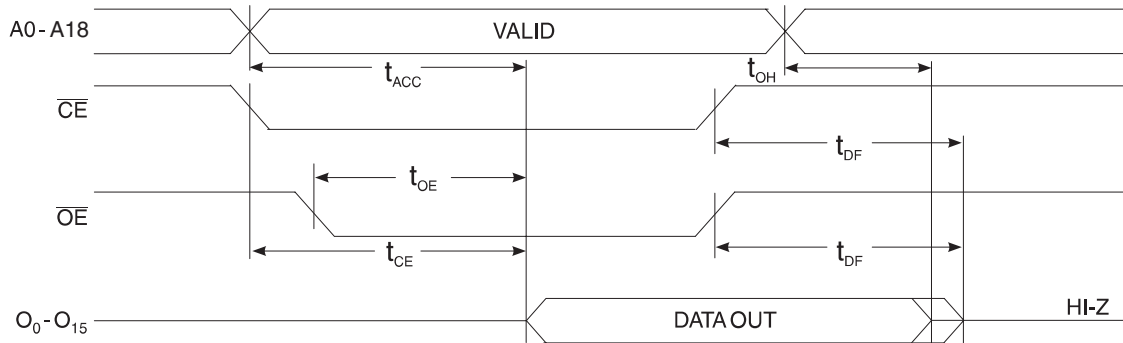 A0-A18
VALID
tACC
tOH
CE
tDF
tOE
OE
tCE
tDF
O0-O15
DATA OUT
HI-Z